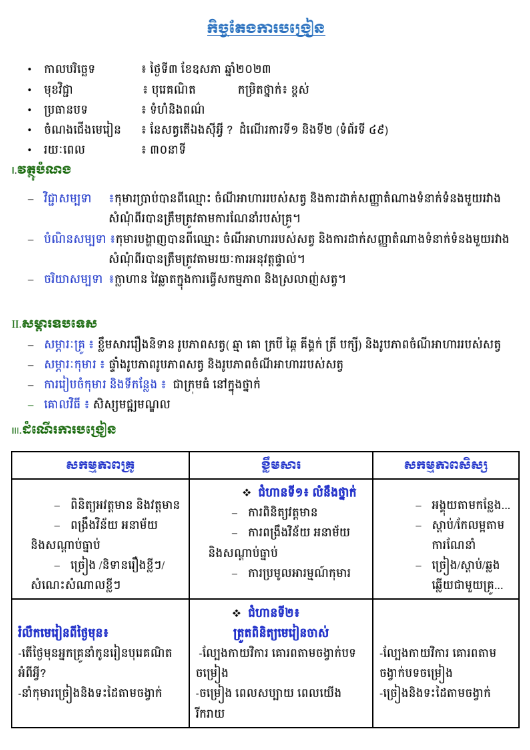 កិច្ចតែងការបង្រៀន
• កាលបរិច្ឆេទ ៖ ថ្ងៃទី៣ ខែឧសភា ឆ្នាំ២០២៣
• មុខវិជ្ជា ៖ បុរេគណិត កម្រិតថ្នាក់៖ ខ្ពស់
• ប្រធានបទ ៖ ទំហំនិងពណ៌
• ចំណងជើងមេរៀន ៖ នែសត្វតើឯងស៊ីអ្វី ? ដំណើរការទី១ និងទី២ (ទំព័រទី ៤៩)
• រយៈពេល ៖ ៣០នាទី
I.វត្ថុបំណង
– វិជ្ជាសម្បទា ៖កុមារប្រាប់បានពីឈ្មោះ ចំណីអាហាររបស់សត្វ និងការដាក់សញ្ញាតំណាងទំនាក់ទំនងមួយរវាង
សំណុំពីរបានត្រឹមត្រូវតាមការណែនាំរបស់គ្រូ។
– បំណិនសម្បទា ៖កុមារបង្ហាញបានពីឈ្មោះ ចំណីអាហាររបស់សត្វ និងការដាក់សញ្ញាតំណាងទំនាក់ទំនងមួយរវាង
សំណុំពីរបានត្រឹមត្រូវតាមរយៈការអនុវត្តផ្ទាល់។
– ចរិយាសម្បទា ៖ក្លាហាន វៃឆ្លាតក្នុងការធ្វើសកម្មភាព និងស្រលាញ់សត្វ។
II.សម្ភារឧបទេស
– សម្ភារៈគ្រូ ៖ ខ្លឹមសាររឿងនិទាន រូបភាពសត្វ( ឆ្មា គោ ក្របី ឆ្កែ គីង្គក់ ត្រី បក្សី) និងរូបភាពចំណីអាហាររបស់សត្វ
– សម្ភារៈកុមារ ៖ ផ្ទាំងរូបភាពរូបភាពសត្វ និងរូបភាពចំណីអាហាររបស់សត្វ
– ការរៀបចំកុមារ និងទីកន្លែង ៖ ជាក្រុមធំ នៅក្នុងថ្នាក់
– គោលវិធី ៖ សិស្សមជ្ឈមណ្ឌល
III.ដំណើរការបង្រៀន
សកម្មភាពគ្រូ
ខ្លឹមសារ
សកម្មភាពសិស្ស
– ពិនិត្យអវត្តមាន និងវត្តមាន
– ពង្រឹងវិន័យ អនាម័យ
និងសណ្តាប់ធ្នាប់
– ច្រៀង /និទានរឿងខ្លីៗ/
សំណេះសំណាលខ្លីៗ
❖ ជំហានទី១៖ លំនឹងថ្នាក់
– ការពិនិត្យវត្តមាន
– ការពង្រឹងវិន័យ អនាម័យ
និងសណ្តាប់ធ្នាប់
– ការប្រមូលអារម្មណ៍កុមារ
– អង្គុយតាមកន្លែង...
– ស្តាប់/កែលម្អតាម
ការណែនាំ
– ច្រៀង/ស្តាប់/ឆ្លង
ឆ្លើយជាមួយគ្រូ...
រំលឹកមេរៀនពីថ្ងៃមុន៖
-តើថ្ងៃមុនអ្នកគ្រូនាំកូនរៀនបុរេគណិត
អំពីអ្វី?
-នាំកុមារច្រៀងនិងទះដៃតាមចង្វាក់
❖ ជំហានទី២៖
ត្រួតពិនិត្យមេរៀនចាស់
-ល្បែងកាយវិការ គោរពតាមចង្វាក់បទ
ចម្រៀង
-ចម្រៀង ពេលសប្បាយ ពេលយើង
រីករាយ
-ល្បែងកាយវិការ គោរពតាម
ចង្វាក់បទចម្រៀង
-ច្រៀងនិងទះដៃតាមចង្វាក់